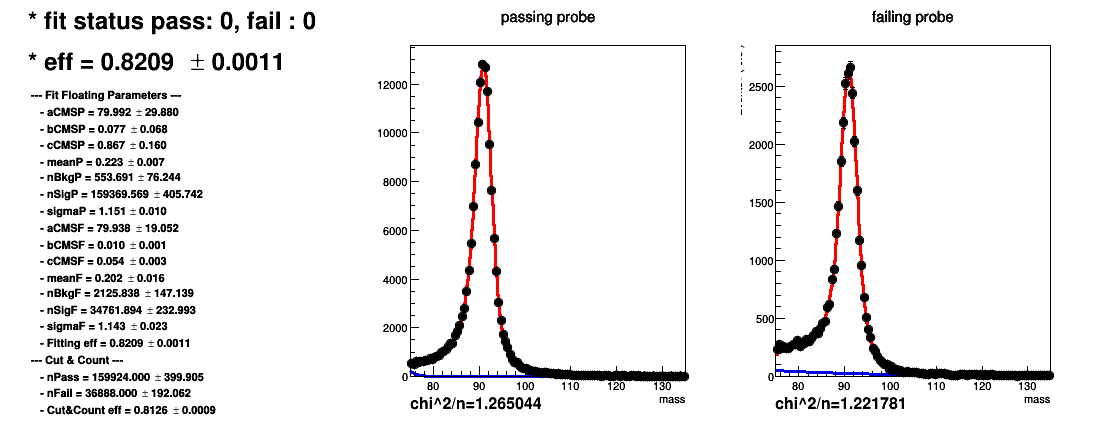 * fit status pass: 0, fail : 0
* eff = 0.8209 ± 0.0011
--- Fit Floating Parameters ---
- aCMSP = 79.992 ± 29.880
- bCMSP = 0.077 ± 0.068
- cCMSP = 0.867 ± 0.160
- meanP = 0.223 ± 0.007
- nBkgP = 553.691 ± 76.244
- nSigP = 159369.569 ± 405.742
- sigmaP = 1.151 ± 0.010
- aCMSF = 79.938 ± 19.052
- bCMSF = 0.010 ± 0.001
- cCMSF = 0.054 ± 0.003
- meanF = 0.202 ± 0.016
- nBkgF = 2125.838 ± 147.139
- nSigF = 34761.894 ± 232.993
- sigmaF = 1.143 ± 0.023
- Fitting eff = 0.8209 ± 0.0011
--- Cut & Count ---
- nPass = 159924.000 ± 399.905
- nFail = 36888.000 ± 192.062
- Cut&Count eff = 0.8126 ± 0.0009
passing probe
12000
10000
8000
6000
4000
2000
0
80 90 100 110 120 130
mass
chi^2/n=1.265044
failing probe
2500
2000
1500
1000
500
0
80 90 100 110 120 130
mass
chi^2/n=1.221781